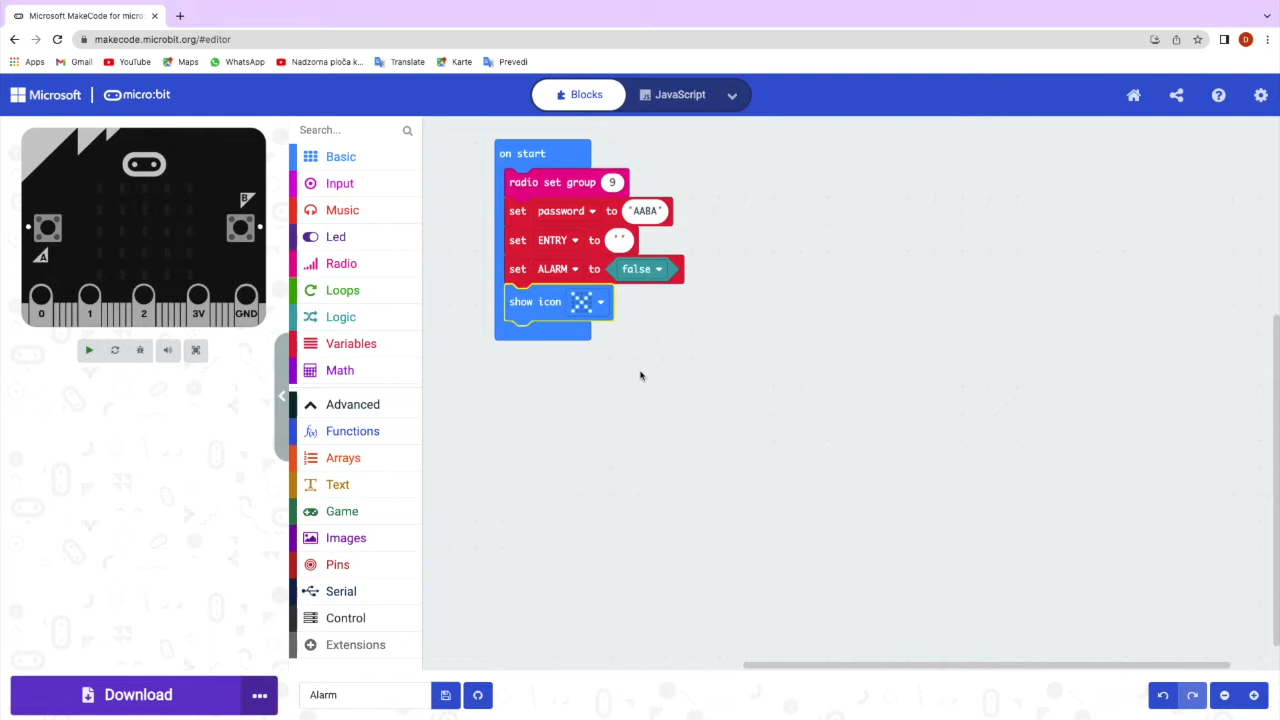 Microsoft MakeCode for micro:
makecode.microbit.org/#editor
Apps
Gmail
YouTube
Maps
WhatsApp
Nadzorna ploča k...
Translate
Karte
Prevedi
Microsoft
micro:bit
Blocks
JavaScript
A
B
0
1
2
3V
GND
Search...
Basic
Input
Music
Led
Radio
Loops
Logic
Variables
Math
Advanced
Functions
Arrays
Text
Game
Images
Pins
Serial
Control
Extensions
on start
radio set group 9
set password to "AABA"
set ENTRY to ""
set ALARM to false
show icon
Download
Alarm